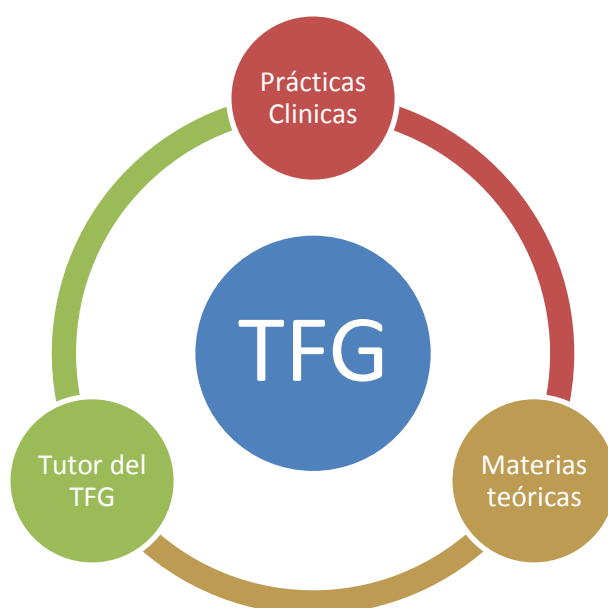 Prácticas
Clinicas
TFG
Tutor del
TFG
Materias
teóricas